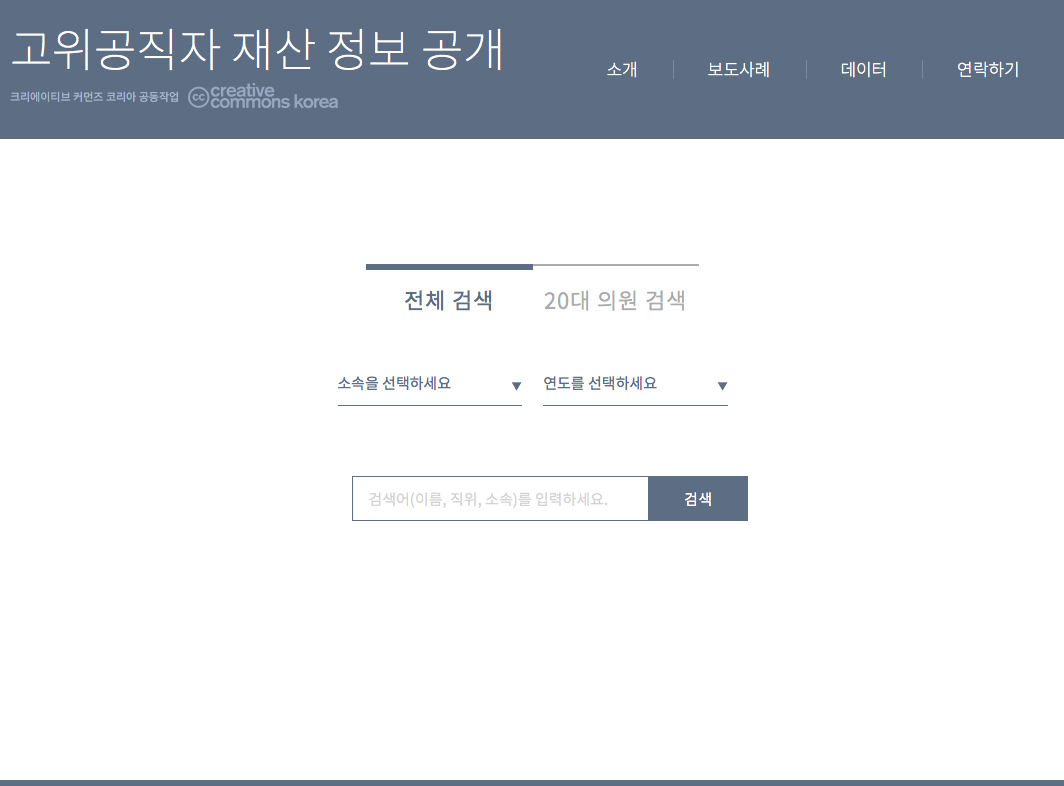 고위공직자 재산 정보 공개
소개 보도사례 데이터 연락하기
크리에이티브 커먼즈 코리아 공동작업 cc creative commons korea
전체 검색 20대 의원 검색
소속을 선택하세요 ▼ 연도를 선택하세요 ▼
검색어(이름, 직위, 소속)를 입력하세요. 검색